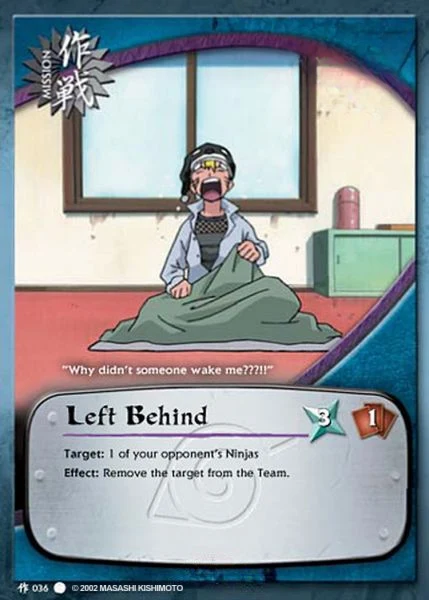 作戦
MISSION
"Why didn't someone wake me???!!"
Left Behind
3
1
Target: 1 of your opponent's Ninjas
Effect: Remove the target from the Team.
作 036
© 2002 MASASHI KISHIMOTO